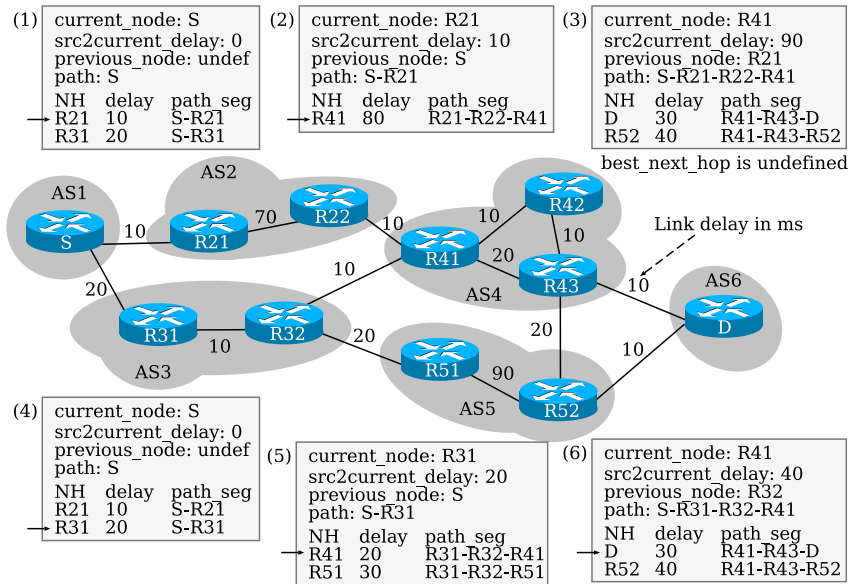 (1)
current_node: S
src2current_delay: 0
previous_node: undef
path: S
NH delay path_seg
R21 10 S-R21
R31 20 S-R31
(2)
current_node: R21
src2current_delay: 10
previous_node: S
path: S-R21
NH delay path_seg
R41 80 R21-R22-R41
(3)
current_node: R41
src2current_delay: 90
previous_node: R21
path: S-R21-R22-R41
NH delay path_seg
D 30 R41-R43-D
R52 40 R41-R43-R52
best_next_hop is undefined
AS1
S
10
20
AS2
R21
70
R22
10
R41
10
20
R42
10
R43
AS4
Link delay in ms
10
AS6
D
R31
10
R32
AS3
10
20
R51
90
AS5
R52
20
10
(4)
current_node: S
src2current_delay: 0
previous_node: undef
path: S
NH delay path_seg
R21 10 S-R21
R31 20 S-R31
(5)
current_node: R31
src2current_delay: 20
previous_node: S
path: S-R31
NH delay path_seg
R41 20 R31-R32-R41
R51 30 R31-R32-R51
(6)
current_node: R41
src2current_delay: 40
previous_node: R32
path: S-R31-R32-R41
NH delay path_seg
D 30 R41-R43-D
R52 40 R41-R43-R52